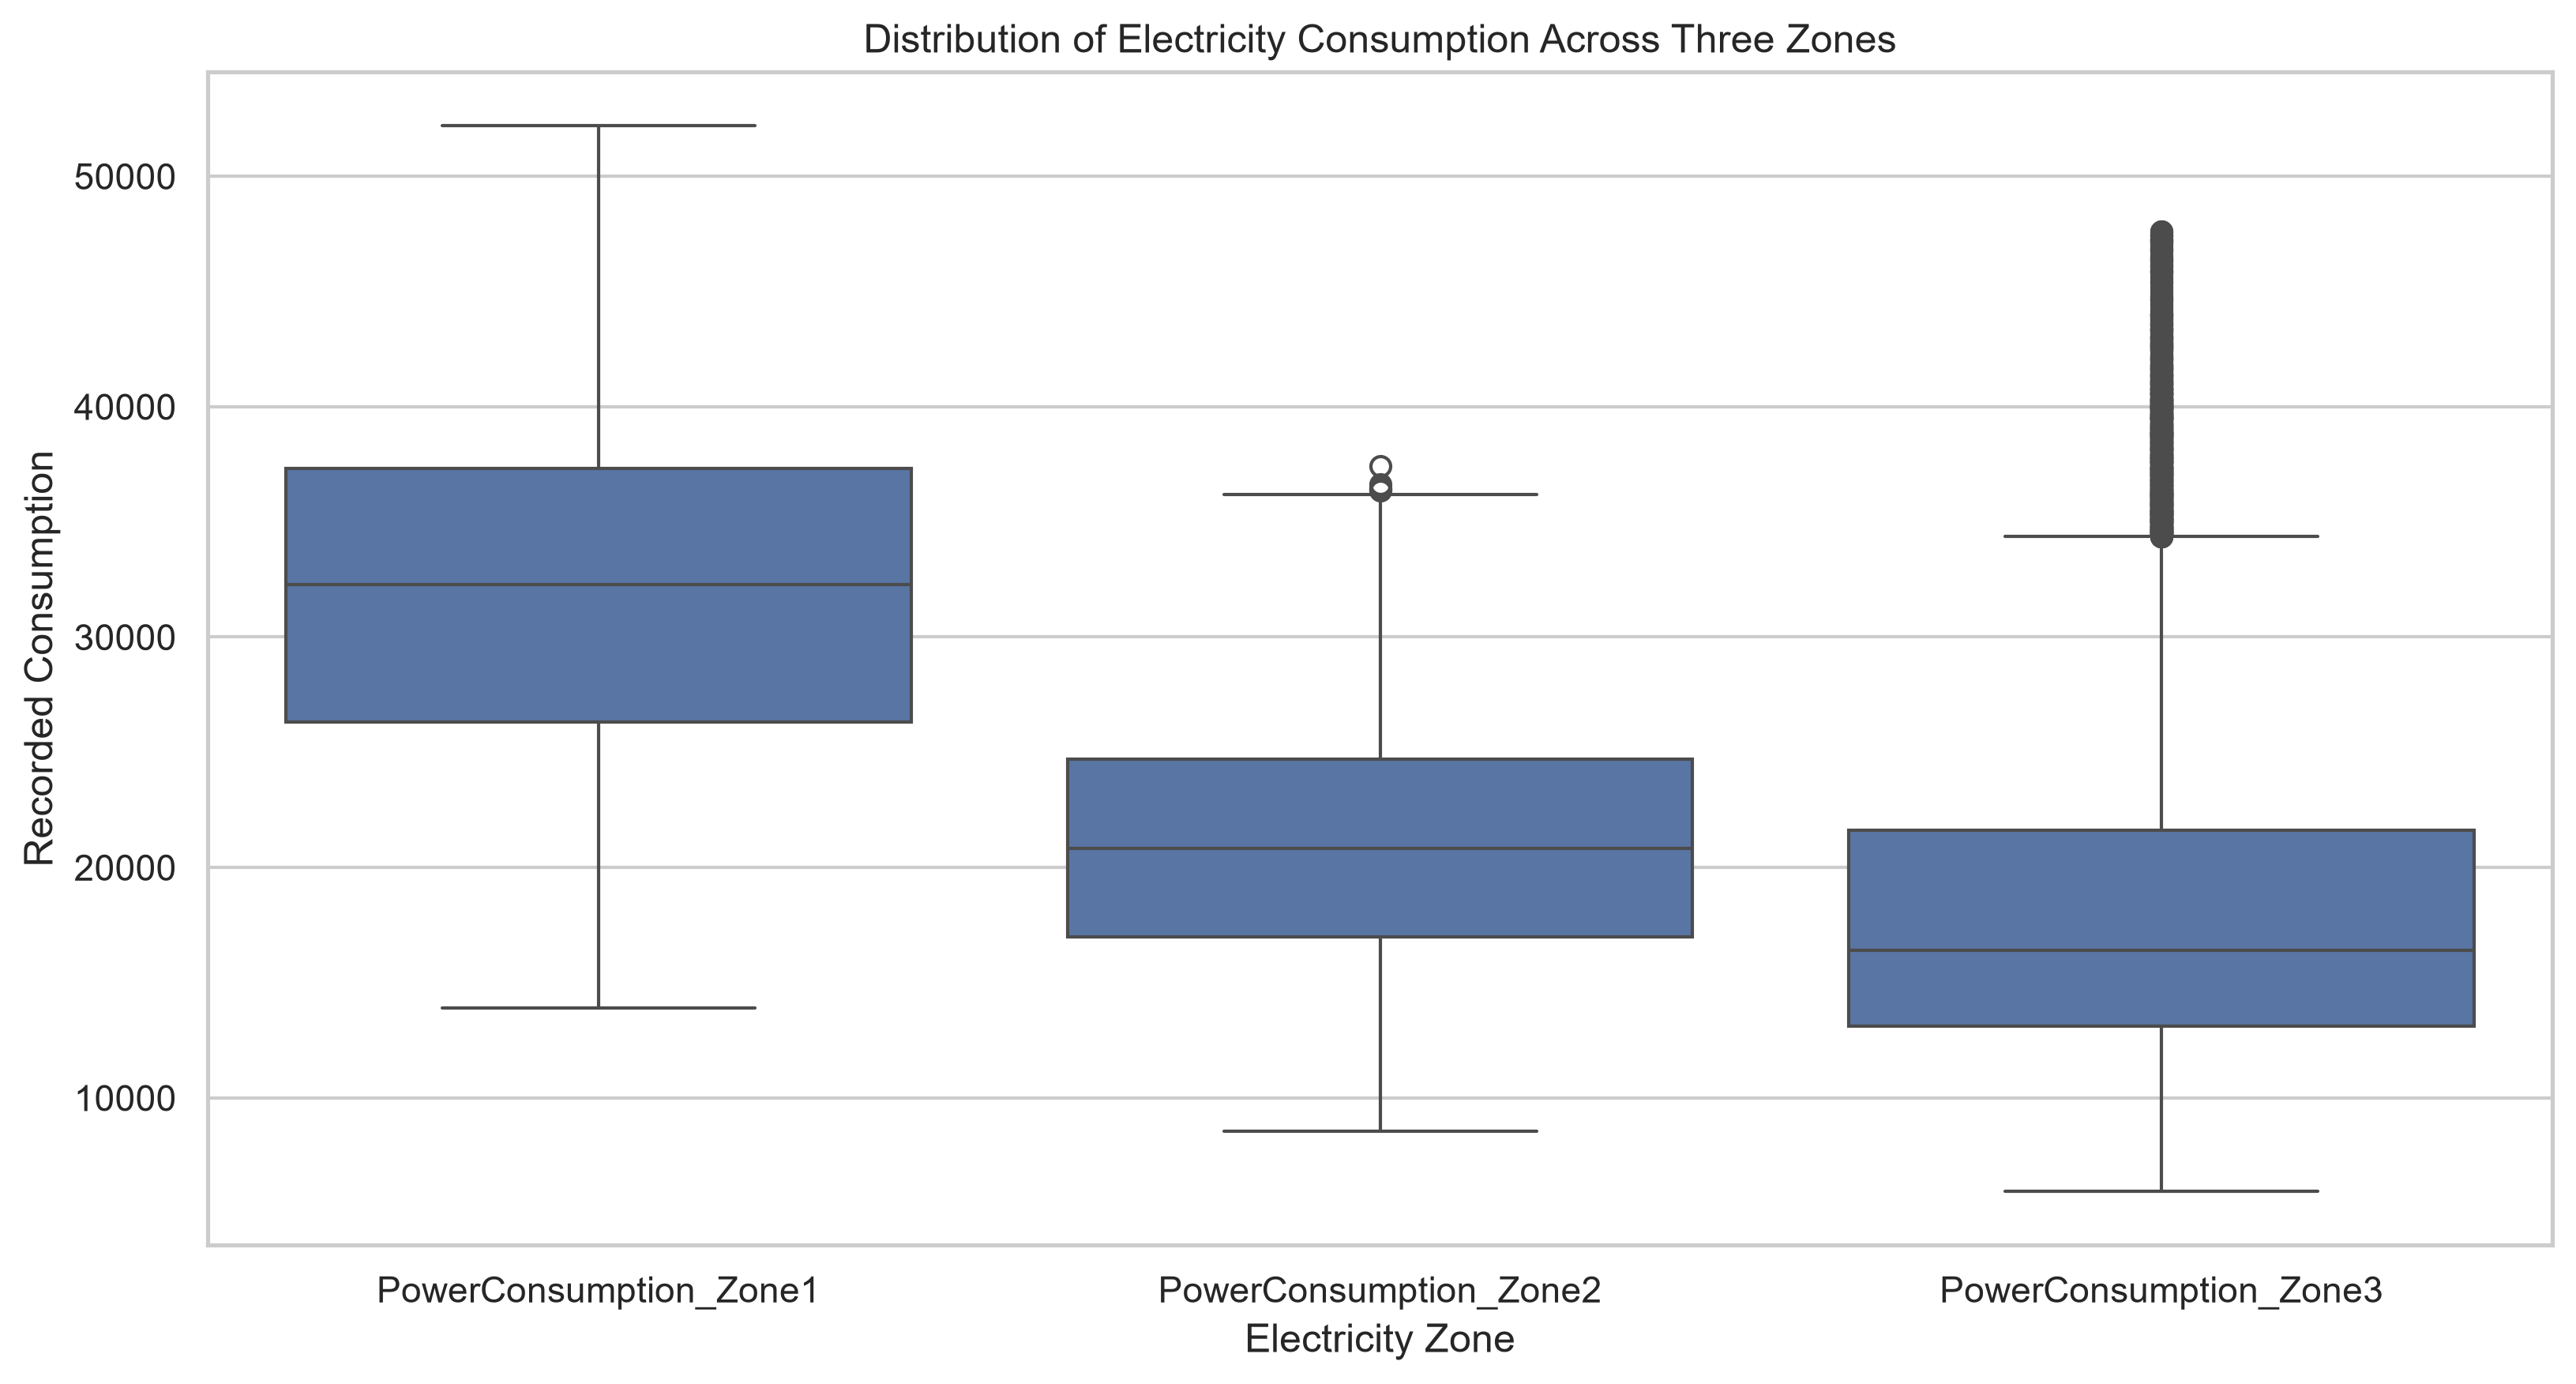 Distribution of Electricity Consumption Across Three Zones
Recorded Consumption
50000
40000
30000
20000
10000
PowerConsumption_Zone1
PowerConsumption_Zone2
PowerConsumption_Zone3
Electricity Zone